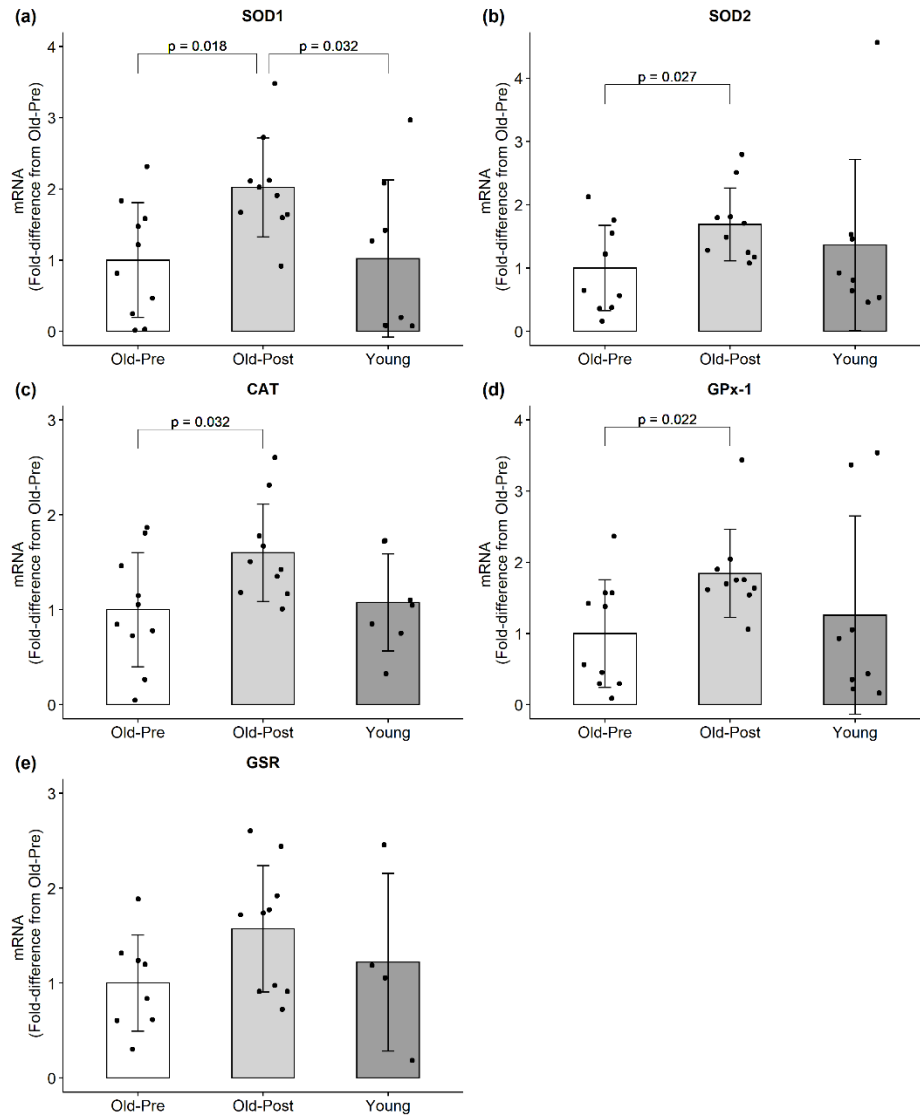 (a)
SOD1
mRNA
(Fold-difference from Old-Pre)
4
3
2
1
0
p = 0.018
p = 0.032
Old-Pre
Old-Post
Young
(b)
SOD2
mRNA
(Fold-difference from Old-Pre)
4
3
2
1
0
p = 0.027
Old-Pre
Old-Post
Young
(c)
CAT
mRNA
(Fold-difference from Old-Pre)
3
2
1
0
p = 0.032
Old-Pre
Old-Post
Young
(d)
GPx-1
mRNA
(Fold-difference from Old-Pre)
4
3
2
1
0
p = 0.022
Old-Pre
Old-Post
Young
(e)
GSR
mRNA
(Fold-difference from Old-Pre)
3
2
1
0
Old-Pre
Old-Post
Young